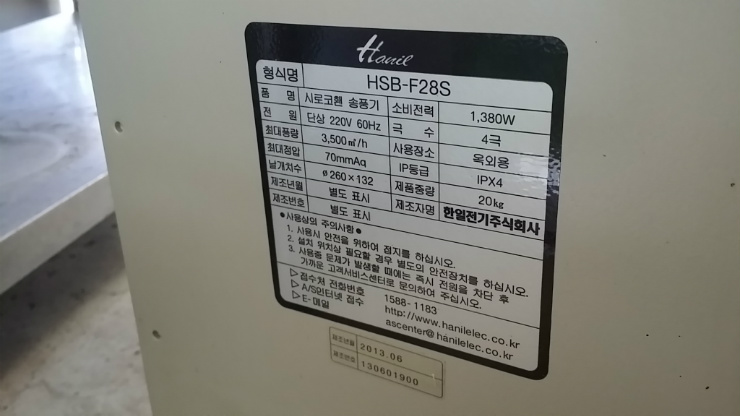 Hanil
형식명 HSB-F28S
품 명 시로코휀 송풍기 소비전력 1,380W
전 원 단상 220V 60Hz 극 수 4극
최대풍량 3,500㎥/h 사용장소 옥외용
최대정압 70mmAq IP등급 IPX4
날개치수 ø260×132 제품중량 20kg
제조년월 별도 표시 제조자명 한일전기주식회사
제조번호 별도 표시
●사용상의 주의사항●
1. 사용시 안전을 위하여 접지를 하십시오.
2. 설치 위치상 필요할 경우 별도의 안전장치를 하십시오.
3. 사용중 문제가 발생할 때에는 즉시 전원을 차단 후
가까운 고객서비스센터로 문의하여 주십시오.
▷접수처 전화번호 1588-1183
▷A/S인터넷 접수 http://www.hanilelec.co.kr
▷E-메일 ascenter@hanilelec.co.kr
제조년월 2013.06
제조번호 130601900